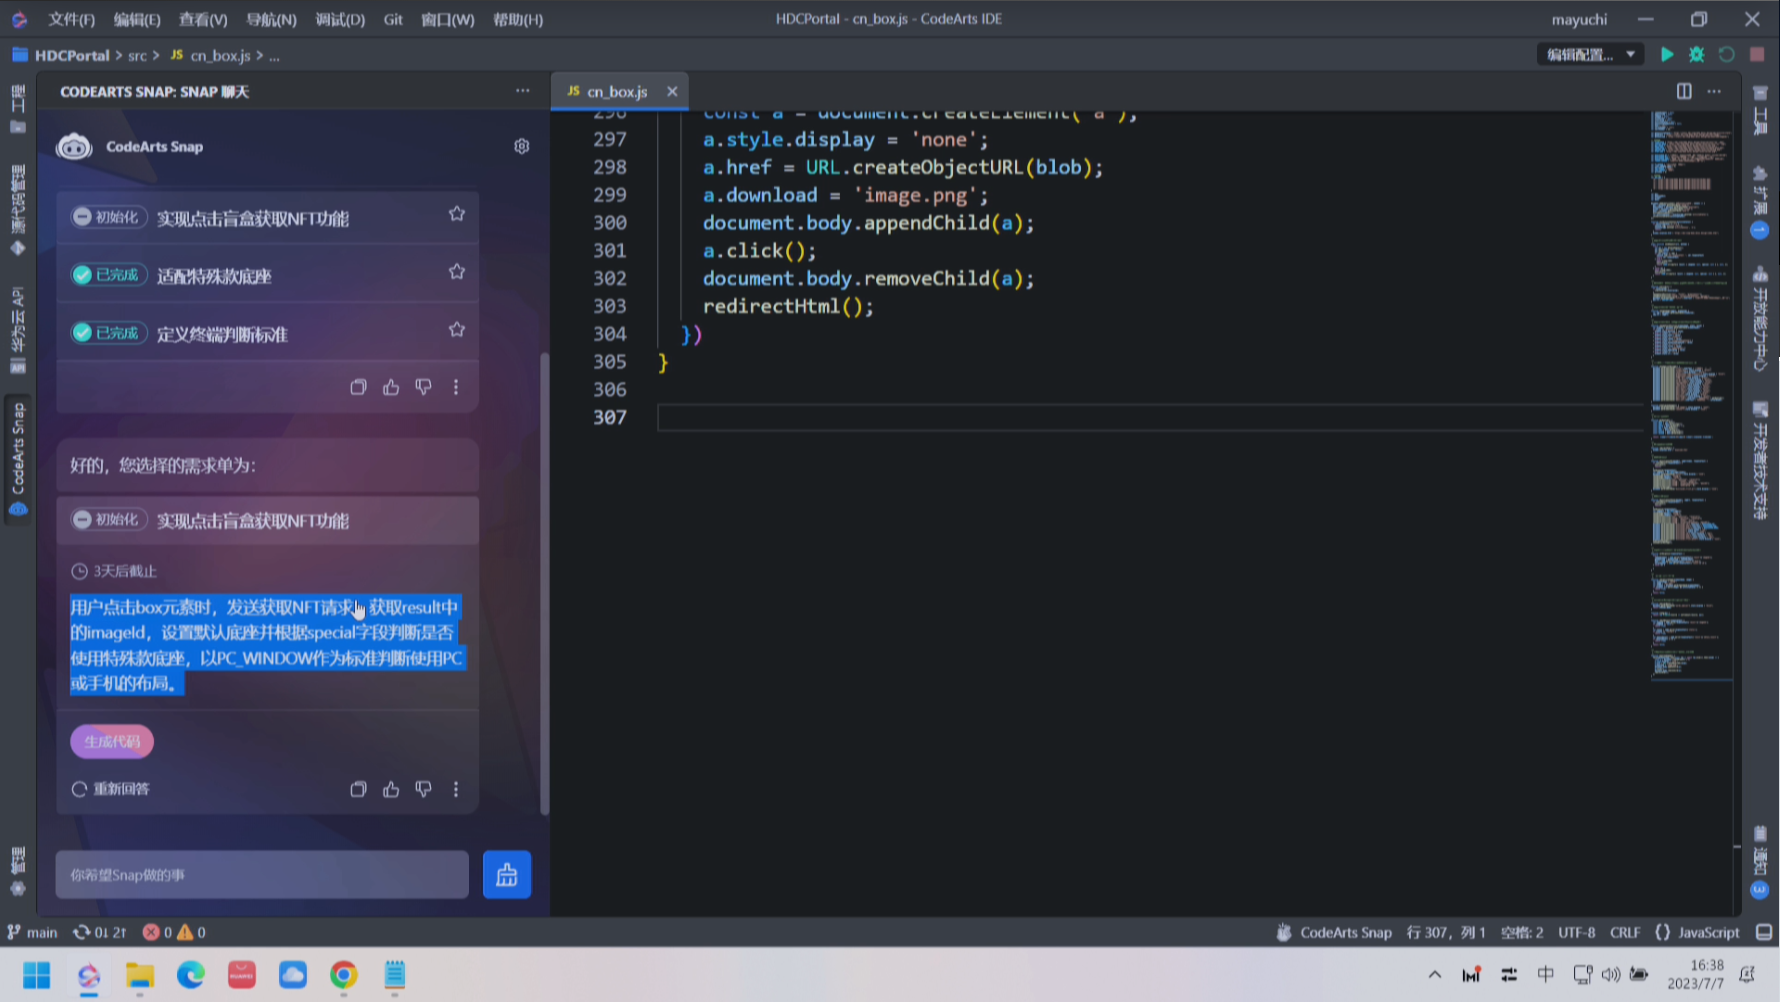 文件(F) 编辑(E) 查看(V) 导航(N) 调试(D) Git 窗口(W) 帮助(H)
HDCPortal - cn_box.js - CodeArts IDE
mayuchi
HDCPortal > src > JS cn_box.js > ...
编辑配置...
工程
源代码管理
华为云 API
API
CodeArts Snap
管理
CODEARTS SNAP: SNAP 聊天
CodeArts Snap
初始化 实现点击盲盒获取NFT功能
已完成 适配特殊款底座
已完成 定义终端判断标准
好的，您选择的需求单为：
初始化 实现点击盲盒获取NFT功能
3天后截止
用户点击box元素时，发送获取NFT请求，获取result中
的imageId，设置默认底座并根据special字段判断是否
使用特殊款底座，以PC_WINDOW作为标准判断使用PC
或手机的布局。
生成代码
重新回答
你希望Snap做的事
JS cn_box.js
296 const a = document.createElement('a');
297 a.style.display = 'none';
298 a.href = URL.createObjectURL(blob);
299 a.download = 'image.png';
300 document.body.appendChild(a);
301 a.click();
302 document.body.removeChild(a);
303 redirectHtml();
304 })
305 }
306
307
工具
扩展
1
开放能力中心
开发者技术支持
通知
3
main 0↓ 2↑ 0 0
CodeArts Snap 行 307，列 1 空格: 2 UTF-8 CRLF {} JavaScript
HUAWEI
中
16:38
2023/7/7